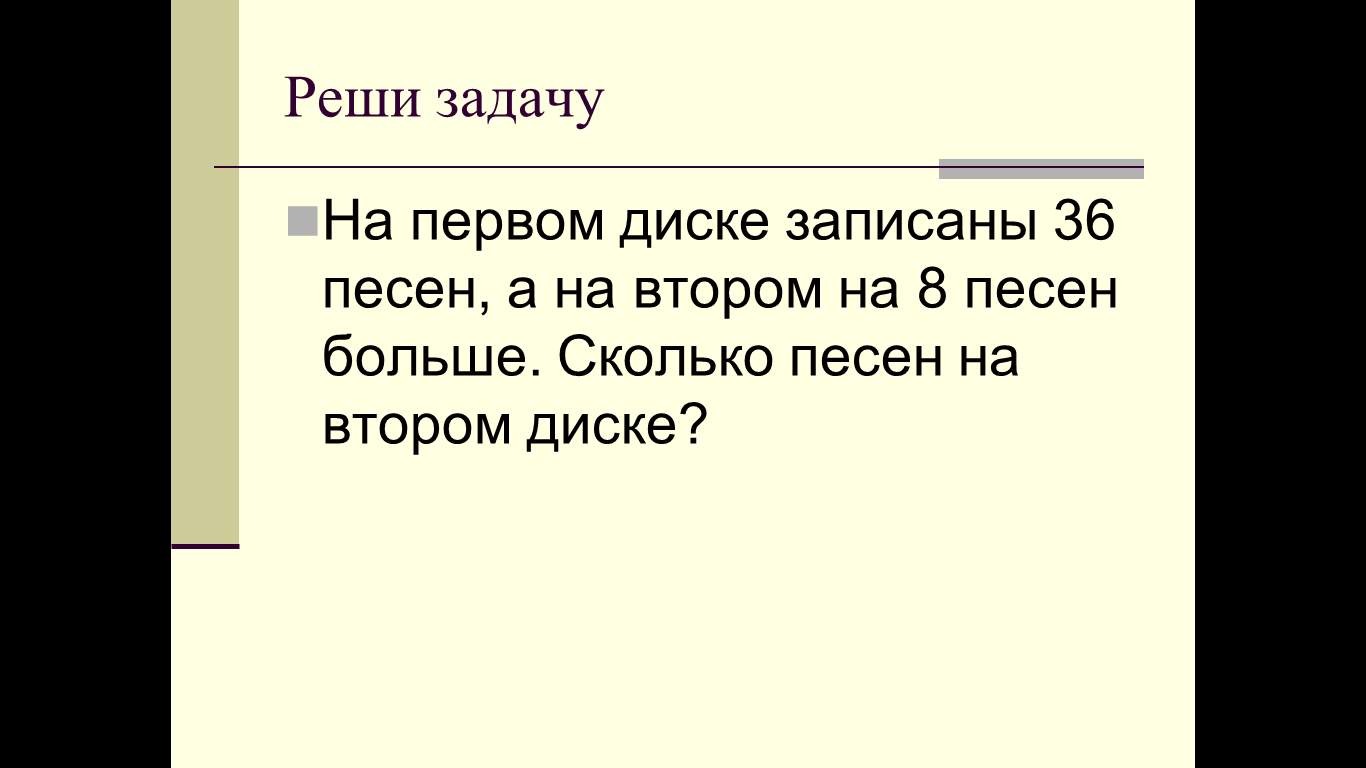 Реши задачу
На первом диске записаны 36
песен, а на втором на 8 песен
больше. Сколько песен на
втором диске?